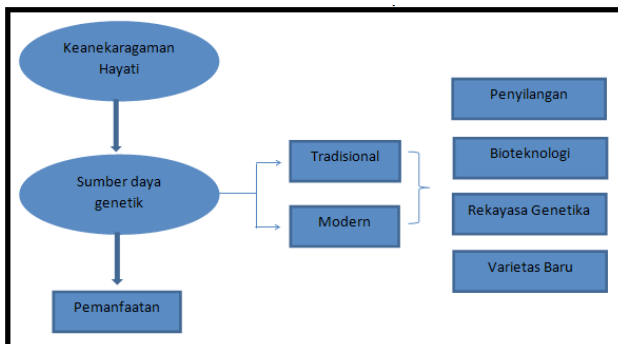 Keanekaragaman
Hayati
Sumber daya
genetik
Pemanfaatan
Tradisional
Modern
Penyilangan
Bioteknologi
Rekayasa Genetika
Varietas Baru